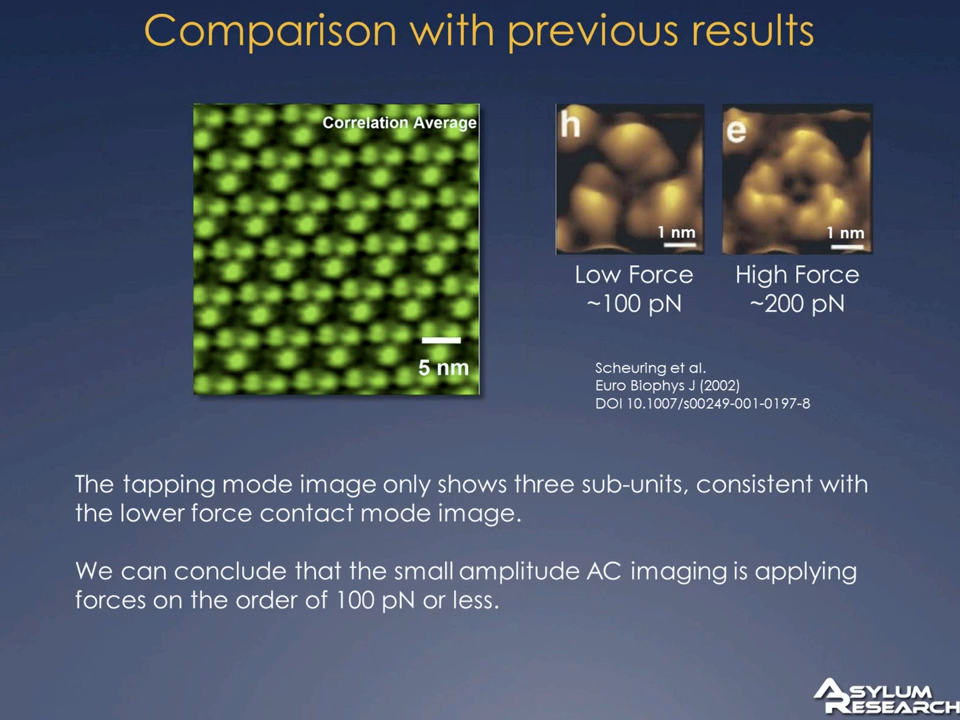 Comparison with previous results
Correlation Average
5 nm
h
1 nm
e
1 nm
Low Force
~100 pN
High Force
~200 pN
Scheuring et al.
Euro Biophys J (2002)
DOI 10.1007/s00249-001-0197-8
The tapping mode image only shows three sub-units, consistent with
the lower force contact mode image.
We can conclude that the small amplitude AC imaging is applying
forces on the order of 100 pN or less.
ASYLUM
RESEARCH